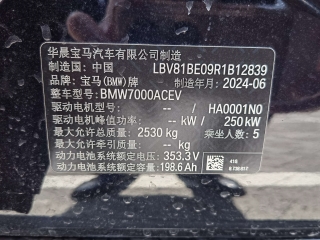 华晨宝马汽车有限公司制造
制造国：中国 LBV81BE09R1B12839
品牌：宝马(BMW)牌 制造年月：2024-06
整车型号：BMW7000ACEV
驱动电机型号： --/ HA0001N0
驱动电机峰值功率： -- kW / 250 kW
最大允许总质量：2530 kg 乘坐人数：5
最大允许牵引质量： -- kg
动力电池系统额定电压：353.3 V
动力电池系统额定容量：198.6 Ah